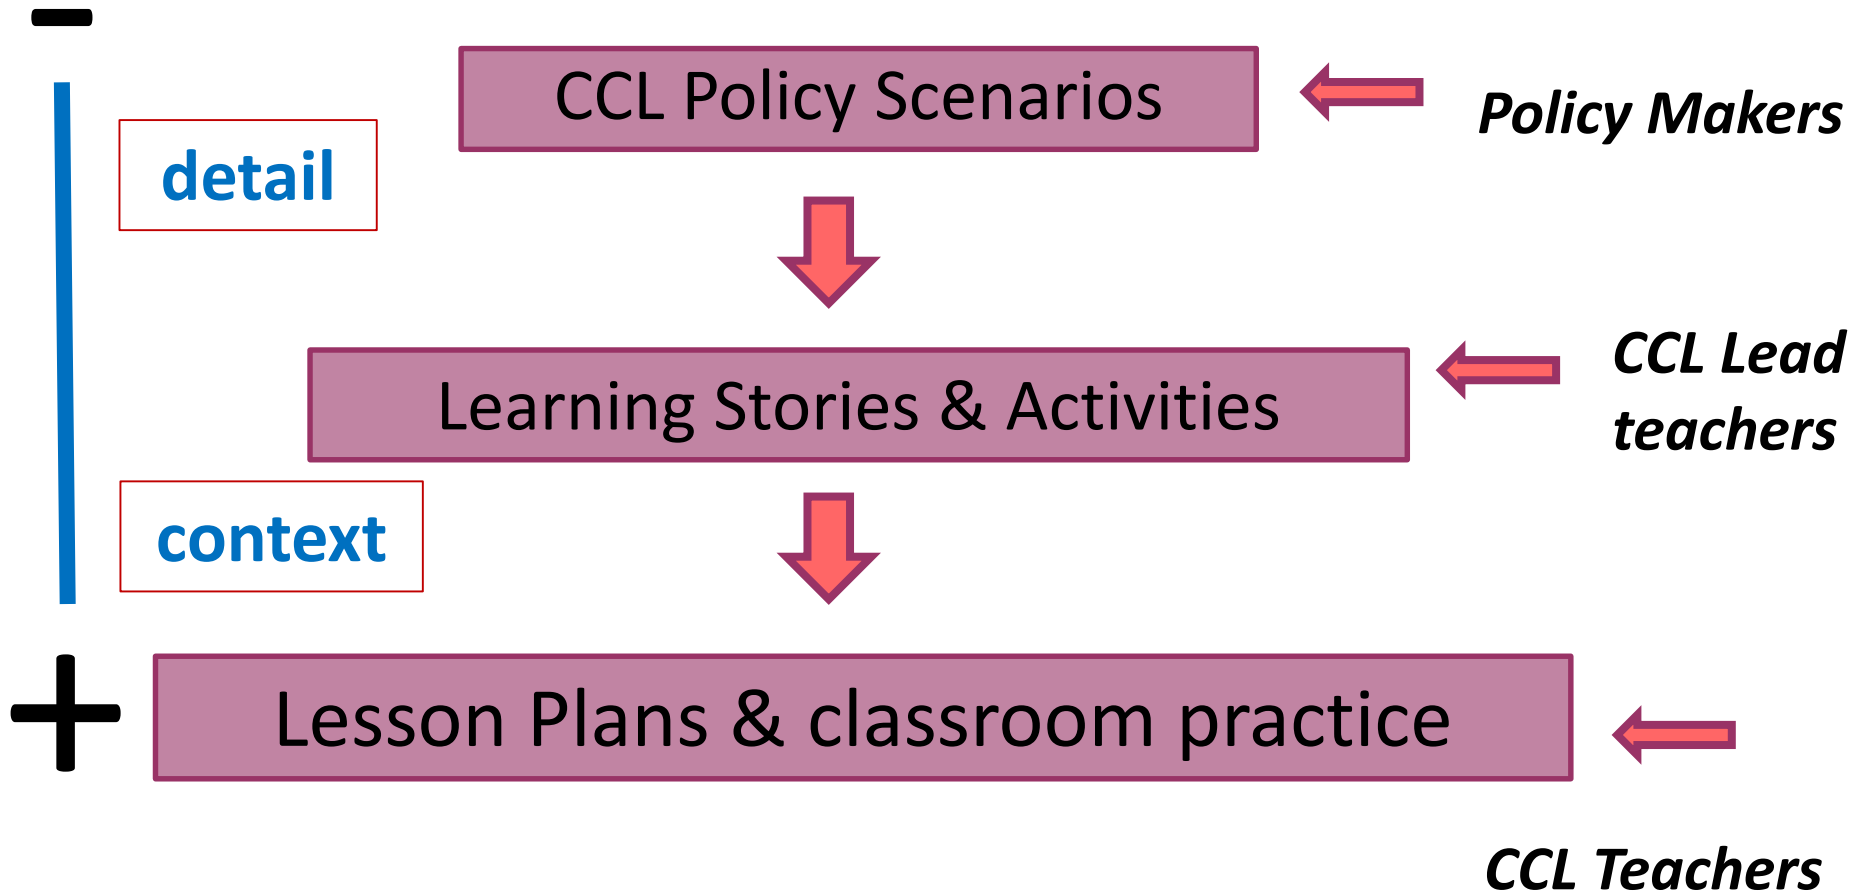 -
CCL Policy Scenarios
Policy Makers
detail
Learning Stories & Activities
CCL Lead
teachers
context
+
Lesson Plans & classroom practice
CCL Teachers